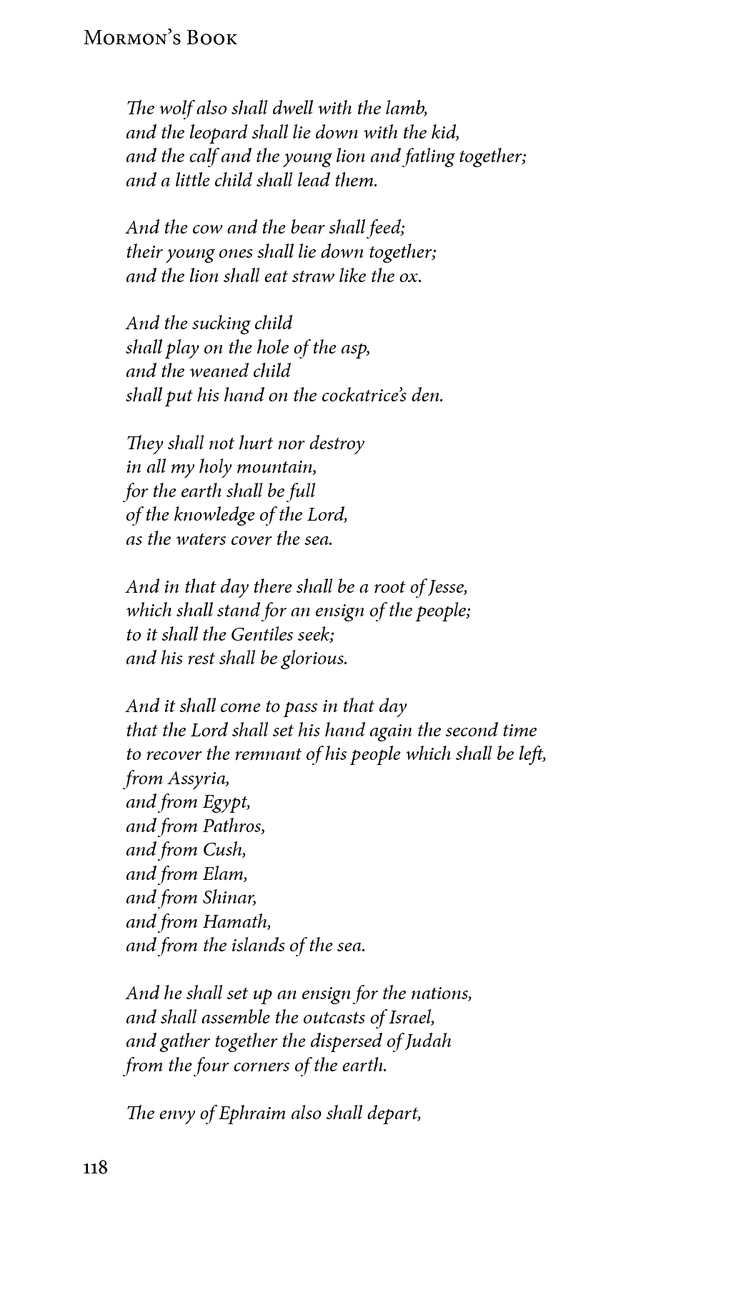 Mormon’s Book
The wolf also shall dwell with the lamb,
and the leopard shall lie down with the kid,
and the calf and the young lion and fatling together;
and a little child shall lead them.
And the cow and the bear shall feed;
their young ones shall lie down together;
and the lion shall eat straw like the ox.
And the sucking child
shall play on the hole of the asp,
and the weaned child
shall put his hand on the cockatrice’s den.
They shall not hurt nor destroy
in all my holy mountain,
for the earth shall be full
of the knowledge of the Lord,
as the waters cover the sea.
And in that day there shall be a root of Jesse,
which shall stand for an ensign of the people;
to it shall the Gentiles seek;
and his rest shall be glorious.
And it shall come to pass in that day
that the Lord shall set his hand again the second time
to recover the remnant of his people which shall be left,
from Assyria,
and from Egypt,
and from Pathros,
and from Cush,
and from Elam,
and from Shinar,
and from Hamath,
and from the islands of the sea.
And he shall set up an ensign for the nations,
and shall assemble the outcasts of Israel,
and gather together the dispersed of Judah
from the four corners of the earth.
The envy of Ephraim also shall depart,
118